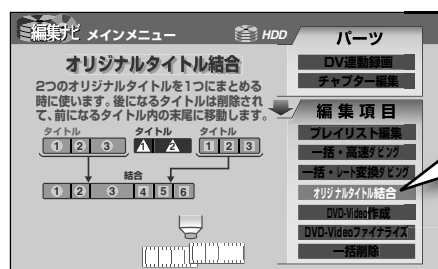 編集ナビ メインメニュー
HDD
オリジナルタイトル結合
2つのオリジナルタイトルを1つにまとめる
時に使います。後になるタイトルは削除され
て、前になるタイトル内の末尾に移動します。
タイトル タイトル タイトル
1 2 3 1 2 1 2 3
結合
1 2 3 4 5 6
パーツ
DV連動録画
チャプター編集
編集項目
プレイリスト編集
一括・高速ダビング
一括・レート変換ダビング
オリジナルタイトル結合
DVD-Video作成
DVD-Videoファイナライズ
一括削除